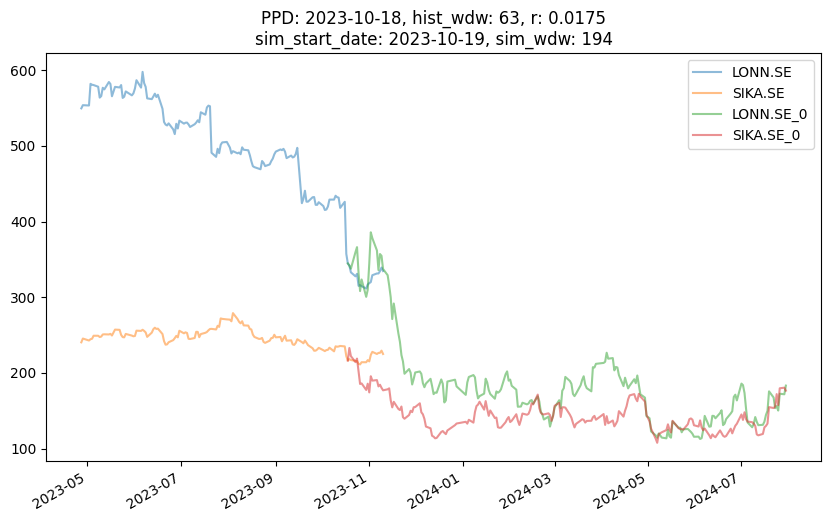 PPD: 2023-10-18, hist_wdw: 63, r: 0.0175
sim_start_date: 2023-10-19, sim_wdw: 194
LONN.SE
SIKA.SE
LONN.SE_0
SIKA.SE_0
600
500
400
300
200
100
2023-05
2023-07
2023-09
2023-11
2024-01
2024-03
2024-05
2024-07